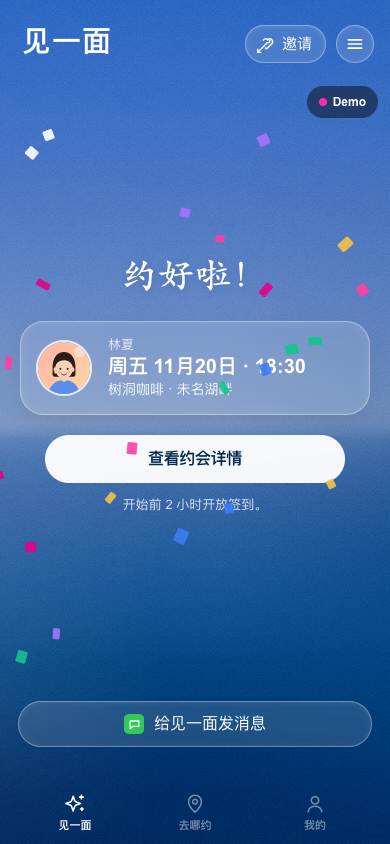 见一面
邀请
Demo
约好啦！
林夏
周五 11月20日 · 18:30
树洞咖啡 · 未名湖畔
查看约会详情
开始前 2 小时开放签到。
给见一面发消息
见一面
去哪约
我的